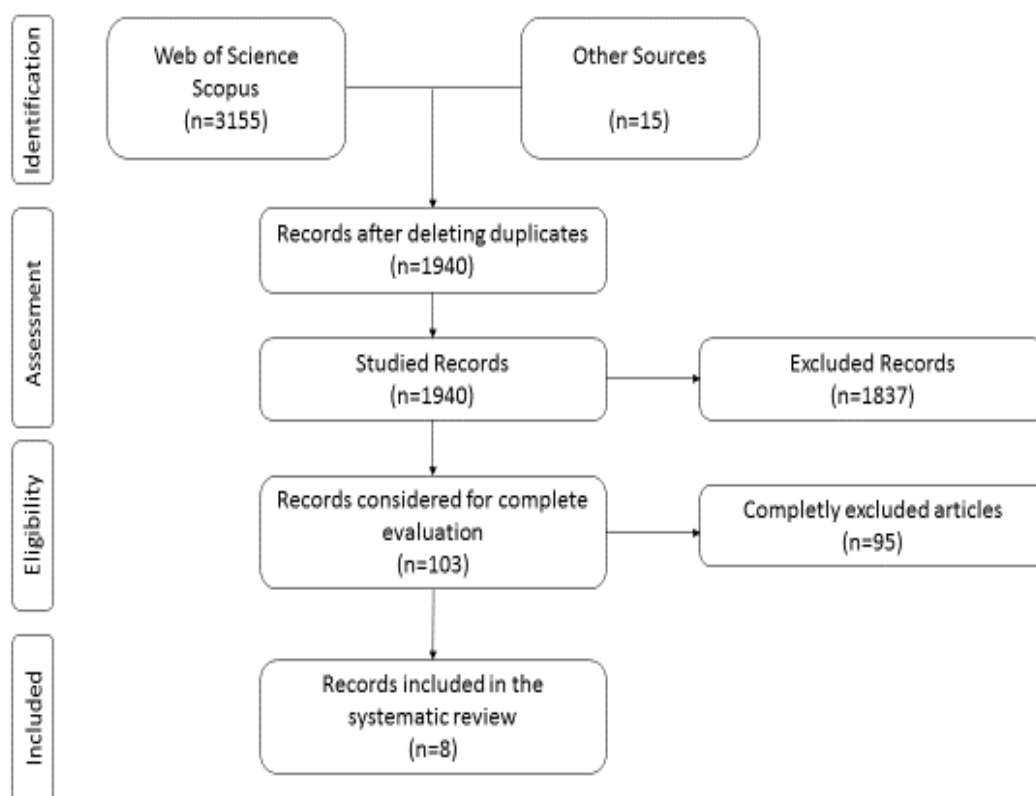 Identification
Web of Science
Scopus
(n=3155)
Other Sources
(n=15)
Assessment
Records after deleting duplicates
(n=1940)
Studied Records
(n=1940)
Excluded Records
(n=1837)
Eligibility
Records considered for complete
evaluation
(n=103)
Completly excluded articles
(n=95)
Included
Records included in the
systematic review
(n=8)